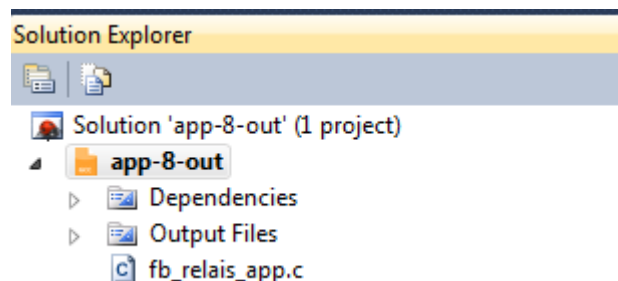 Solution Explorer
Solution 'app-8-out' (1 project)
app-8-out
Dependencies
Output Files
fb_relais_app.c